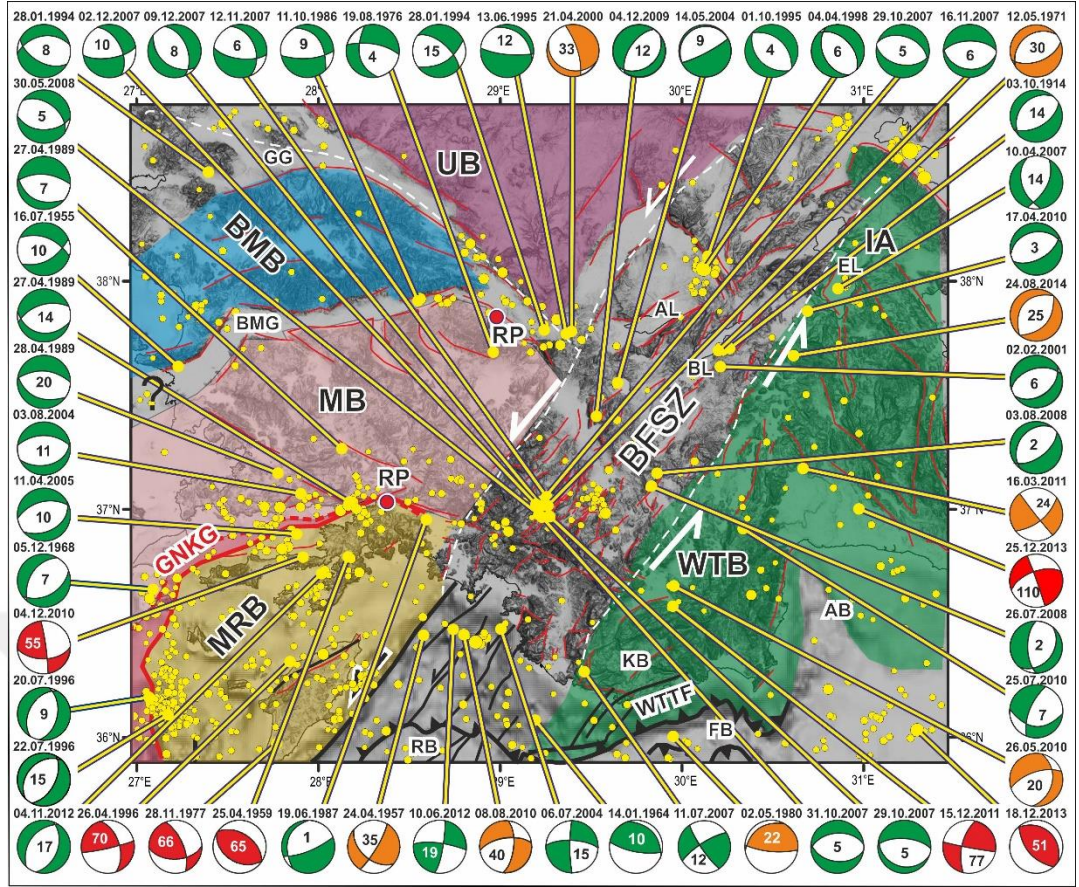 28.01.1994 02.12.2007 09.12.2007 12.11.2007 11.10.1986 19.08.1976 28.01.1994 13.06.1995 21.04.2000 04.12.2009 14.05.2004 01.10.1995 04.04.1998 29.10.2007 16.11.2007 12.05.1971
8 10 8 6 9 4 15 12 33 12 9 4 6 5 6 30
27°E 28°E 29°E 30°E 31°E
30.05.2008
5
27.04.1989
7
16.07.1955
10
27.04.1989
14
28.04.1989
20
03.08.2004
11
11.04.2005
10
05.12.1968
7
04.12.2010
55
20.07.1996
9
22.07.1996
15
03.10.1914
14
10.04.2007
14
17.04.2010
3
24.08.2014
25
02.02.2001
6
03.08.2008
2
16.03.2011
24
25.12.2013
110
26.07.2008
2
25.07.2010
7
26.05.2010
20
GG
UB
BMB
IA
EL
38°N
38°N
BMG
RP
AL
BL
?
MB
BFSZ
RP
37°N
37°N
GNKG
WTB
MRB
AB
KB
WTTF
FB
RB
36°N
36°N
27°E 28°E 29°E 30°E 31°E
04.11.2012 26.04.1996 28.11.1977 25.04.1959 19.06.1987 24.04.1957 10.06.2012 08.08.2010 06.07.2004 14.01.1964 11.07.2007 02.05.1980 31.10.2007 29.10.2007 15.12.2011 18.12.2013
17 70 66 65 1 35 19 40 15 10 12 22 5 5 77 51